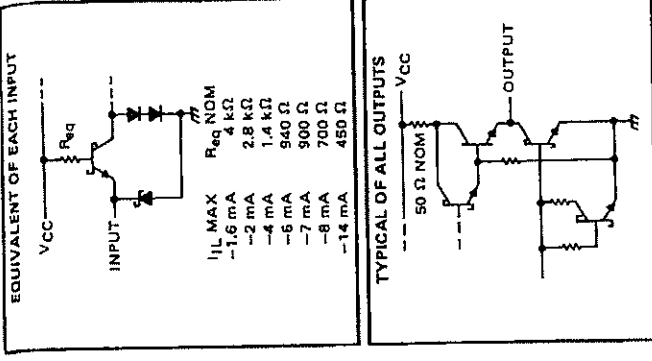 EQUIVALENT OF EACH INPUT
VCC
Req
INPUT
IIL MAX Req NOM
−1.6 mA 4 kΩ
−2 mA 2.8 kΩ
−4 mA 1.4 kΩ
−6 mA 940 Ω
−7 mA 900 Ω
−8 mA 700 Ω
−14 mA 450 Ω
TYPICAL OF ALL OUTPUTS
VCC
50 Ω NOM
OUTPUT